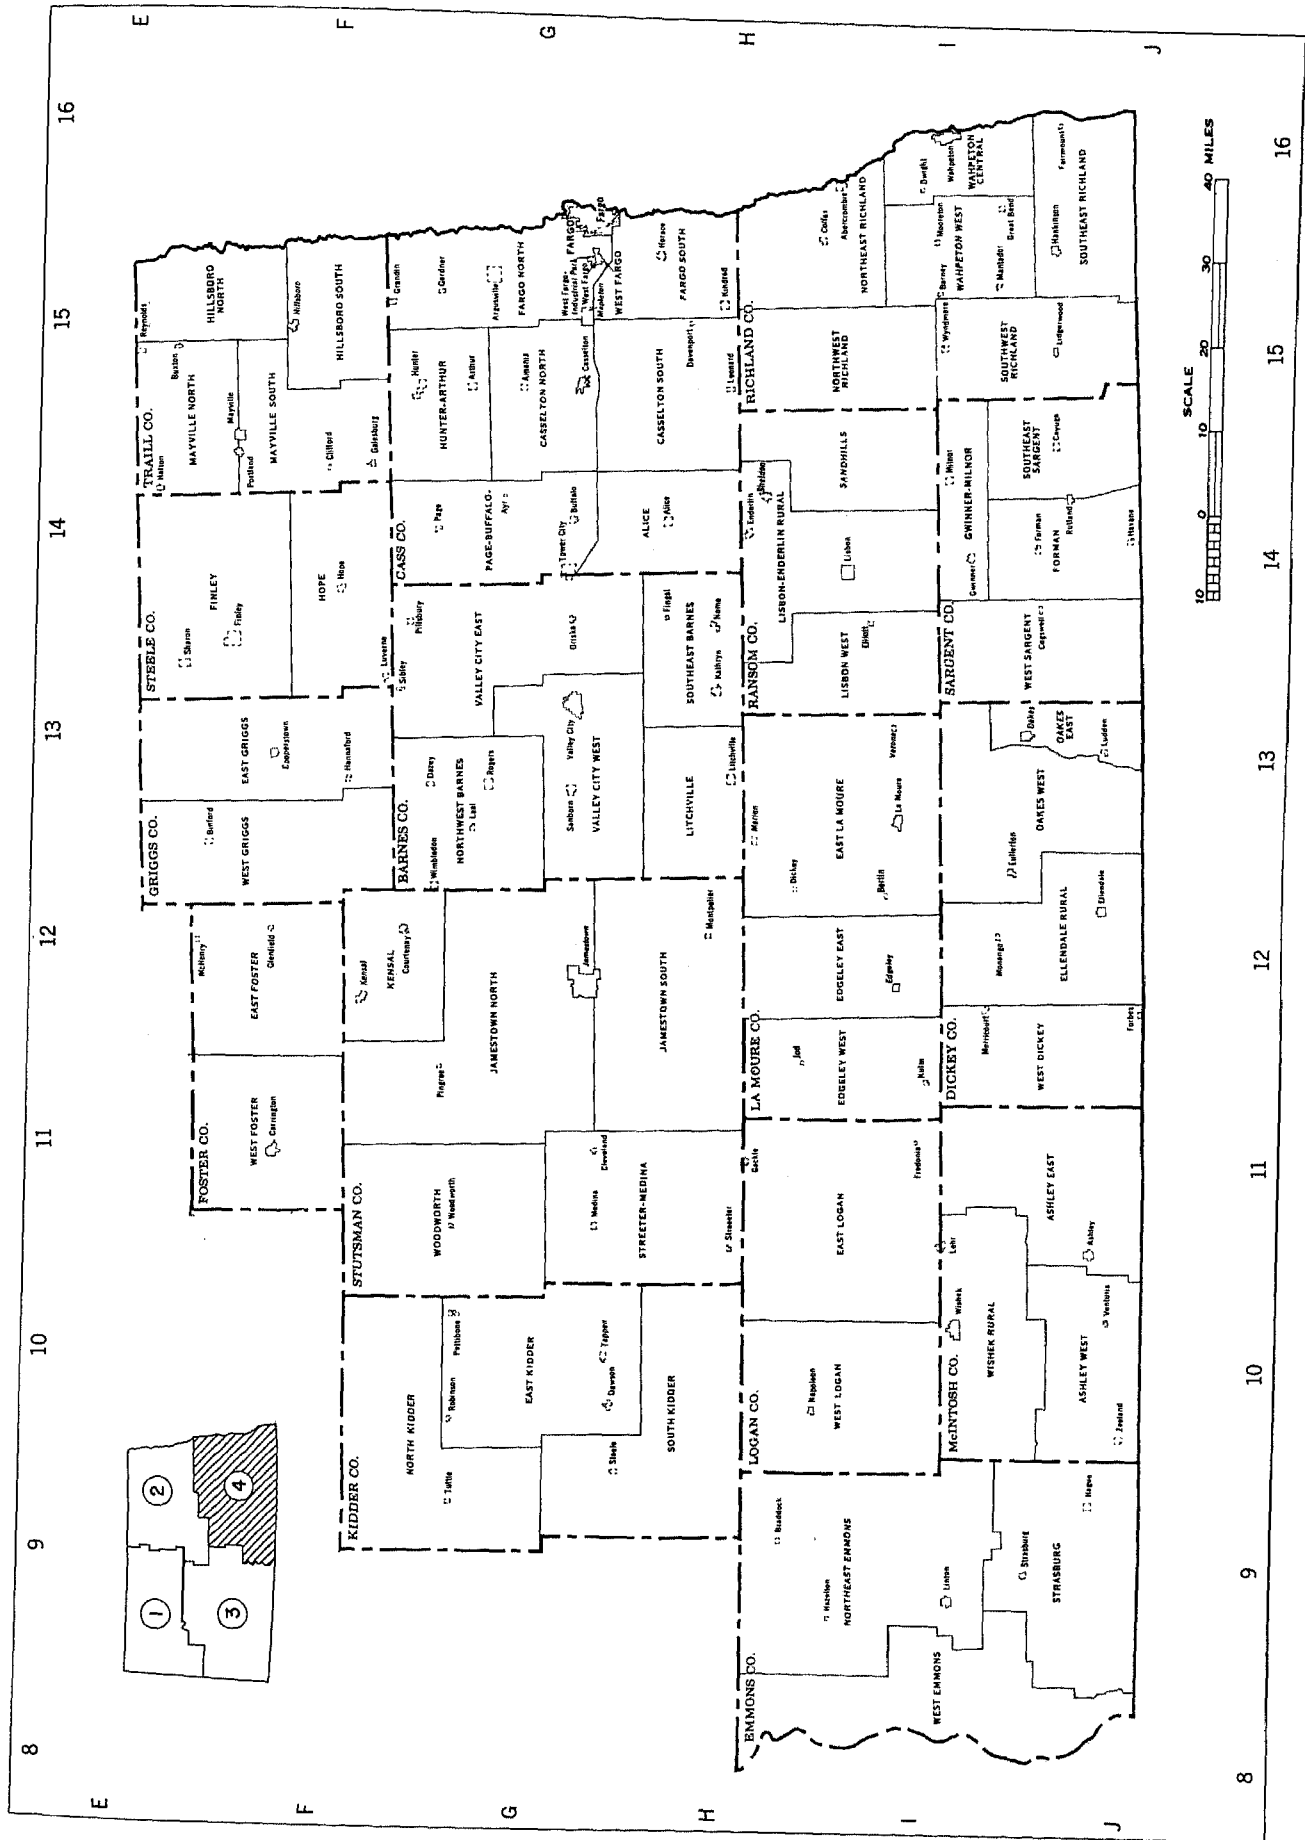 8
9
10
11
12
13
14
15
16
E
F
G
H
I
J
E
F
G
H
I
J
8
9
10
11
12
13
14
15
16
1
2
3
4
GRIGGS CO.
WEST GRIGGS
Binford
EAST GRIGGS
Cooperstown
Hannaford
STEELE CO.
Sharon
FINLEY
Finley
HOPE
Hope
Luverne
TRAILL CO.
Hatton
MAYVILLE NORTH
Buxton
Reynolds
HILLSBORO
NORTH
Portland
Mayville
MAYVILLE SOUTH
Clifford
Galesburg
Hillsboro
HILLSBORO SOUTH
FOSTER CO.
WEST FOSTER
Carrington
EAST FOSTER
McHenry
Glenfield
KIDDER CO.
NORTH KIDDER
Tuttle
Robinson
Pettibone
EAST KIDDER
Steele
Dawson
Tappen
SOUTH KIDDER
STUTSMAN CO.
WOODWORTH
Woodworth
Pingree
Kensal
KENSAL
Courtenay
JAMESTOWN NORTH
Jamestown
Medina
Cleveland
STREETER-MEDINA
Streeter
JAMESTOWN SOUTH
Montpelier
BARNES CO.
Wimbledon
NORTHWEST BARNES
Leal
Dazey
Rogers
Sibley
Pillsbury
VALLEY CITY EAST
Oriska
Sanborn
Valley City
VALLEY CITY WEST
LITCHVILLE
Litchville
SOUTHEAST BARNES
Kathryn
Fingal
Nome
CASS CO.
Page
PAGE-BUFFALO-
Ayr
Tower City
Buffalo
ALICE
Alice
HUNTER-ARTHUR
Hunter
Arthur
CASSELTON NORTH
Amenia
Casselton
CASSELTON SOUTH
Davenport
Leonard
Grandin
Gardner
Argusville
FARGO NORTH
West Fargo-
Industrial Park
West Fargo
Mapleton
FARGO
Fargo
WEST FARGO
Horace
FARGO SOUTH
Kindred
EMMONS CO.
Braddock
Hazelton
NORTHEAST EMMONS
Linton
WEST EMMONS
Strasburg
STRASBURG
Hague
LOGAN CO.
Napoleon
WEST LOGAN
EAST LOGAN
Gackle
Fredonia
McINTOSH CO.
Wishek
Lehr
WISHEK RURAL
ASHLEY WEST
Zeeland
Venturia
Ashley
ASHLEY EAST
LA MOURE CO.
Jud
EDGELEY WEST
Kulm
EDGELEY EAST
Edgeley
Dickey
Marion
EAST LA MOURE
Berlin
La Moure
Verona
DICKEY CO.
Merricourt
WEST DICKEY
Forbes
Monango
ELLENDALE RURAL
Ellendale
Fullerton
OAKES WEST
Oakes
OAKES
EAST
Ludden
RANSOM CO.
LISBON WEST
Elliott
Lisbon
LISBON-ENDERLIN RURAL
Enderlin
Sheldon
SANDHILLS
SARGENT CO.
WEST SARGENT
Cogswell
Gwinner
GWINNER-MILNOR
Milnor
Forman
FORMAN
Rutland
Havana
SOUTHEAST
SARGENT
Cayuga
RICHLAND CO.
NORTHWEST
RICHLAND
Colfax
Abercrombie
NORTHEAST RICHLAND
Wyndmere
SOUTHWEST
RICHLAND
Lidgerwood
Barney
Mooreton
WAHPETON WEST
Mantador
Great Bend
Dwight
Wahpeton
WAHPETON
CENTRAL
Hankinson
Fairmount
SOUTHEAST RICHLAND
SCALE
10 0 10 20 30 40 MILES